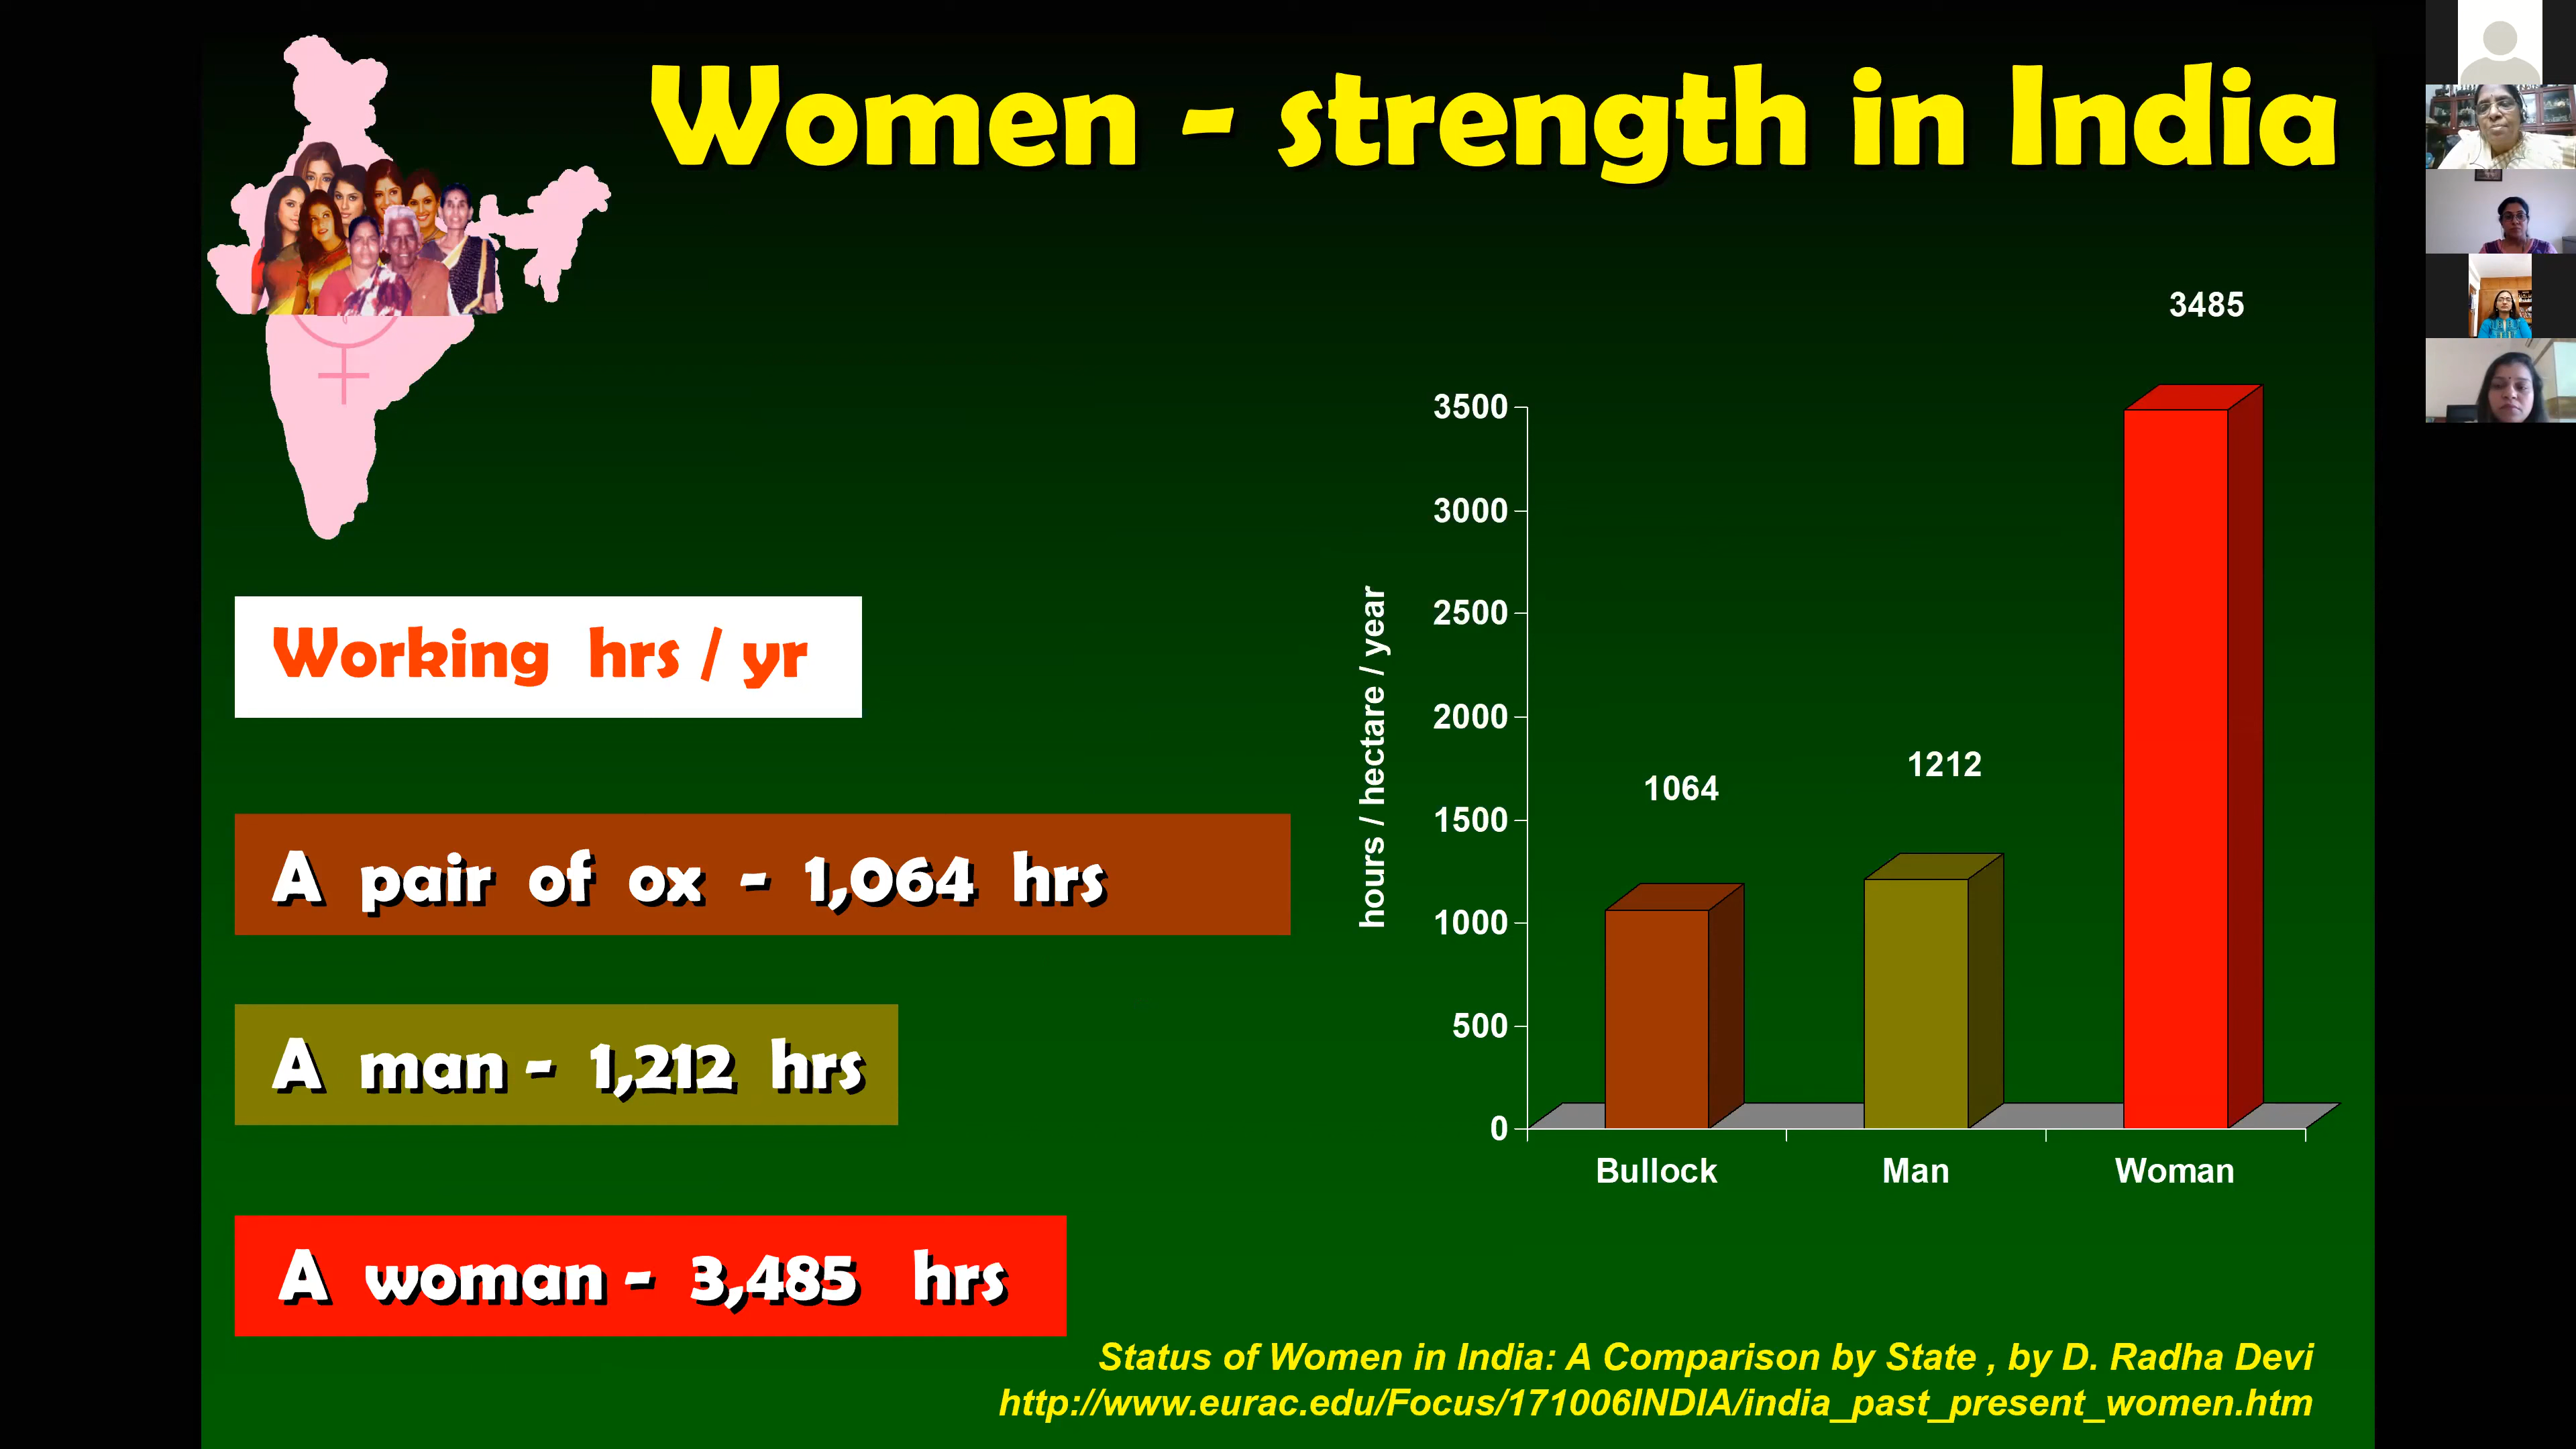 Women - strength in India
Working hrs / yr
A pair of ox - 1,064 hrs
A man - 1,212 hrs
A woman - 3,485 hrs
hours / hectare / year
3500
3000
2500
2000
1500
1000
500
0
1064
1212
3485
Bullock
Man
Woman
Status of Women in India: A Comparison by State , by D. Radha Devi
http://www.eurac.edu/Focus/171006INDIA/india_past_present_women.htm